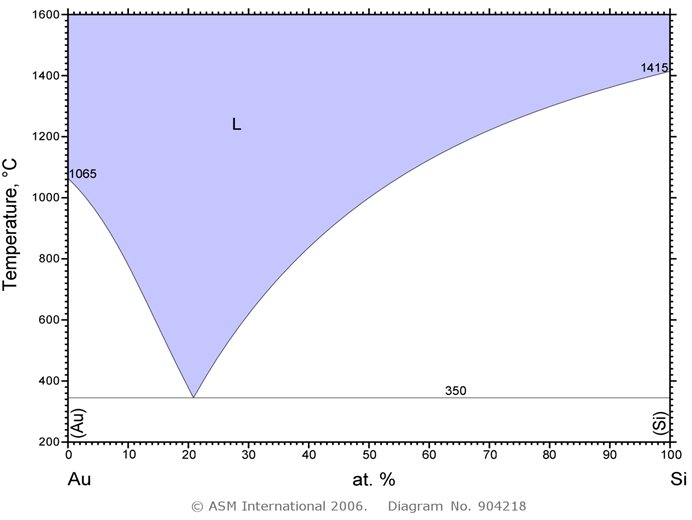 1600
1400
1200
1000
800
600
400
200
Temperature, °C
L
1065
1415
350
(Au)
(Si)
0 10 20 30 40 50 60 70 80 90 100
Au at. % Si
© ASM International 2006. Diagram No. 904218